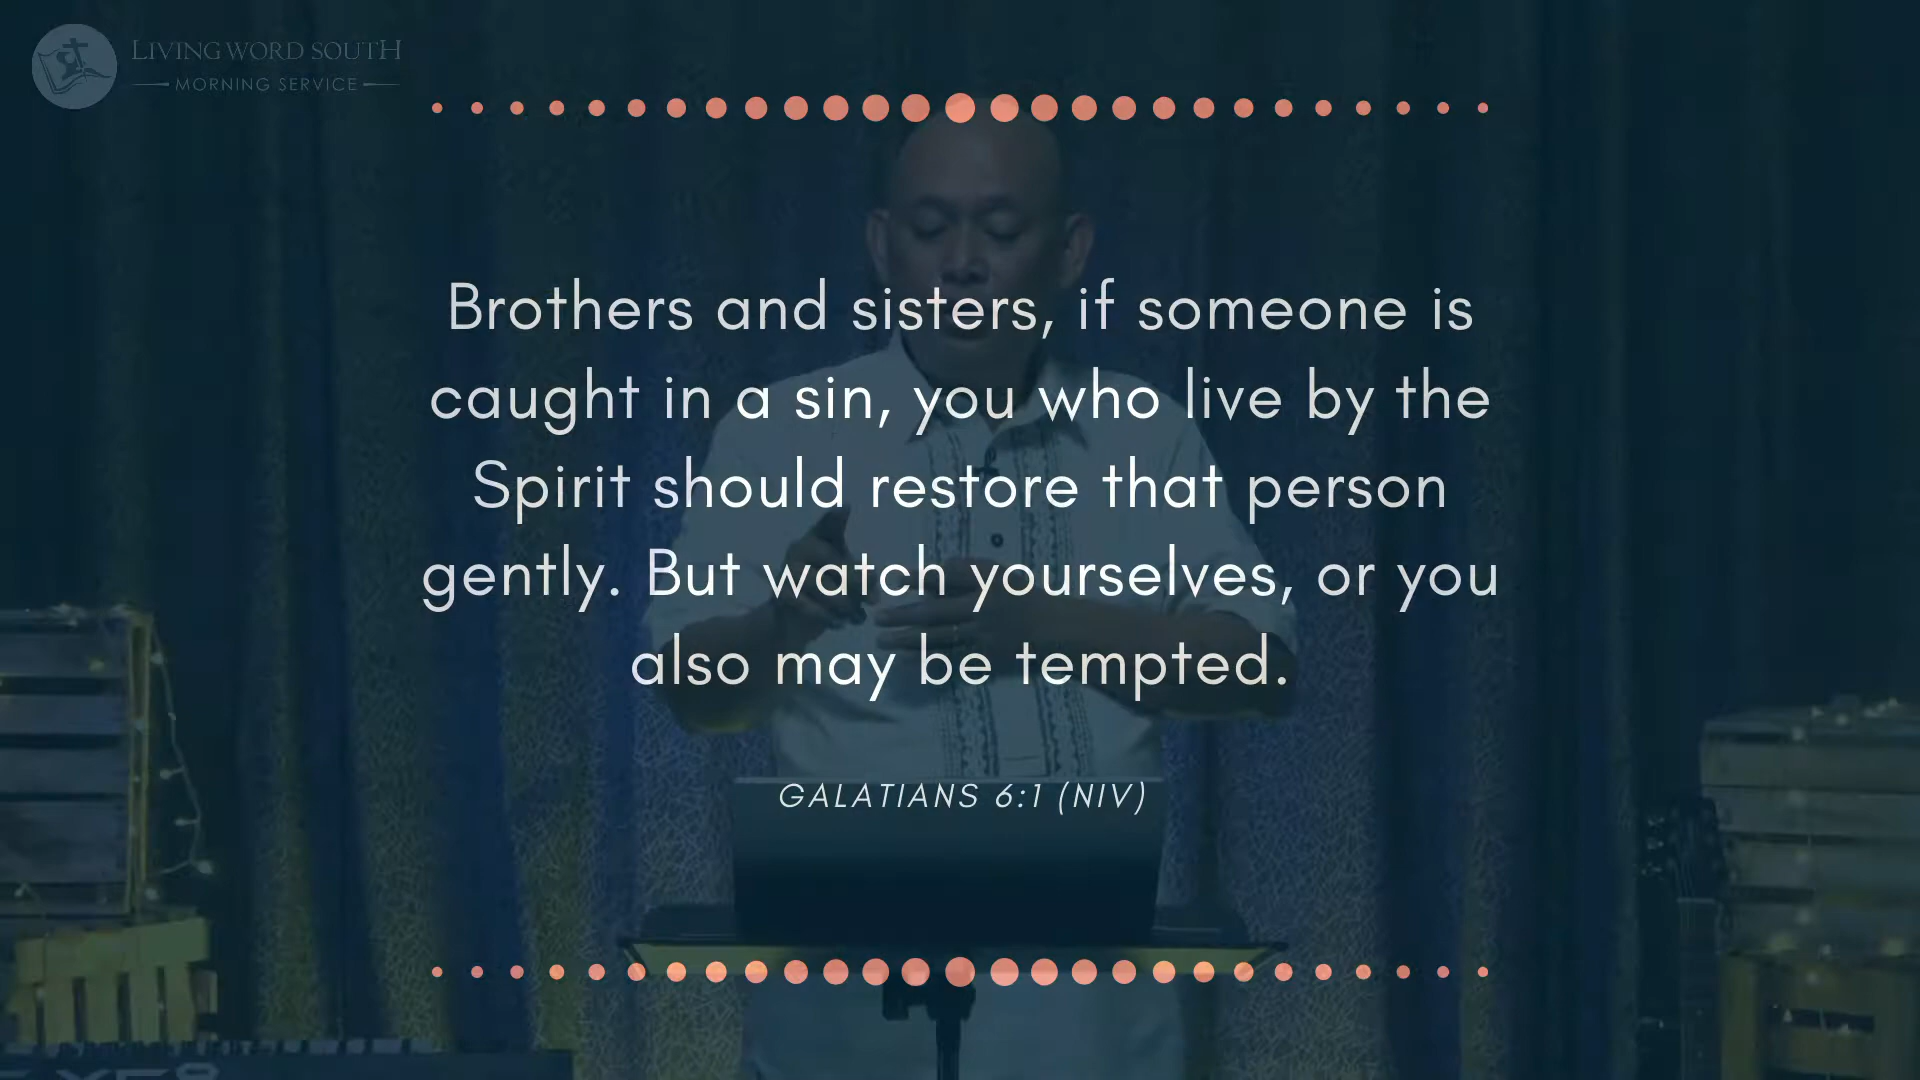 LIVING WORD SOUTH
MORNING SERVICE
Brothers and sisters, if someone is
caught in a sin, you who live by the
Spirit should restore that person
gently. But watch yourselves, or you
also may be tempted.
GALATIANS 6:1 (NIV)